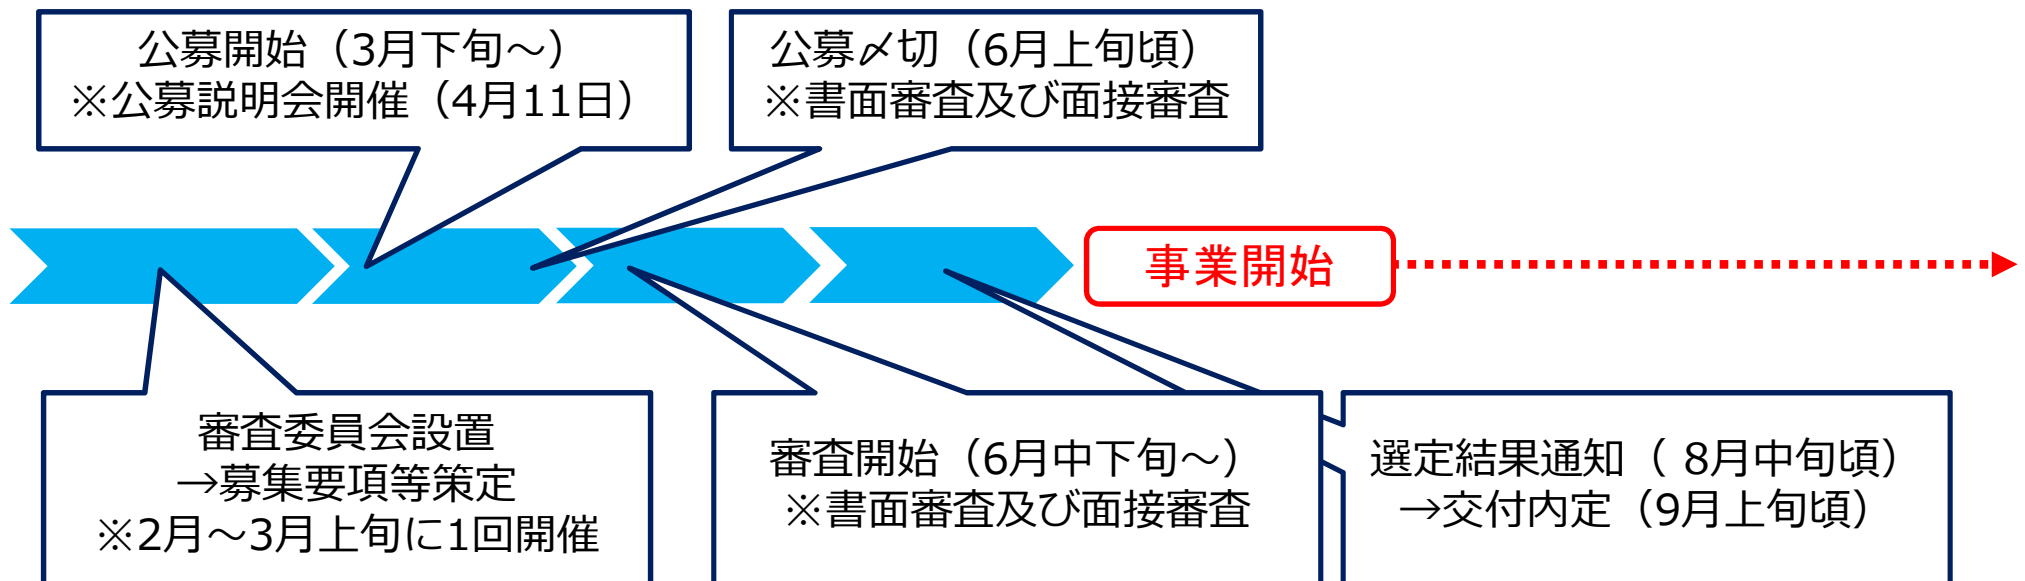 公募開始（3月下旬～）
※公募説明会開催（4月11日）
公募〆切（6月上旬頃）
※書面審査及び面接審査
事業開始
審査委員会設置
→募集要項等策定
※2月～3月上旬に1回開催
審査開始（6月中下旬～）
※書面審査及び面接審査
選定結果通知（ 8月中旬頃）
→交付内定（9月上旬頃）